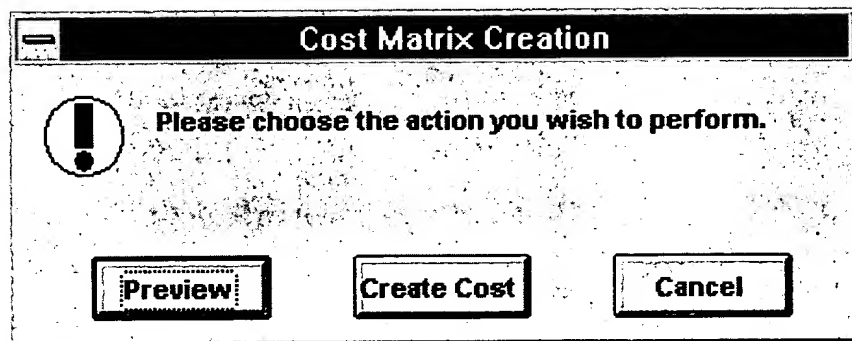 Cost Matrix Creation
Please choose the action you wish to perform.
Preview Create Cost Cancel